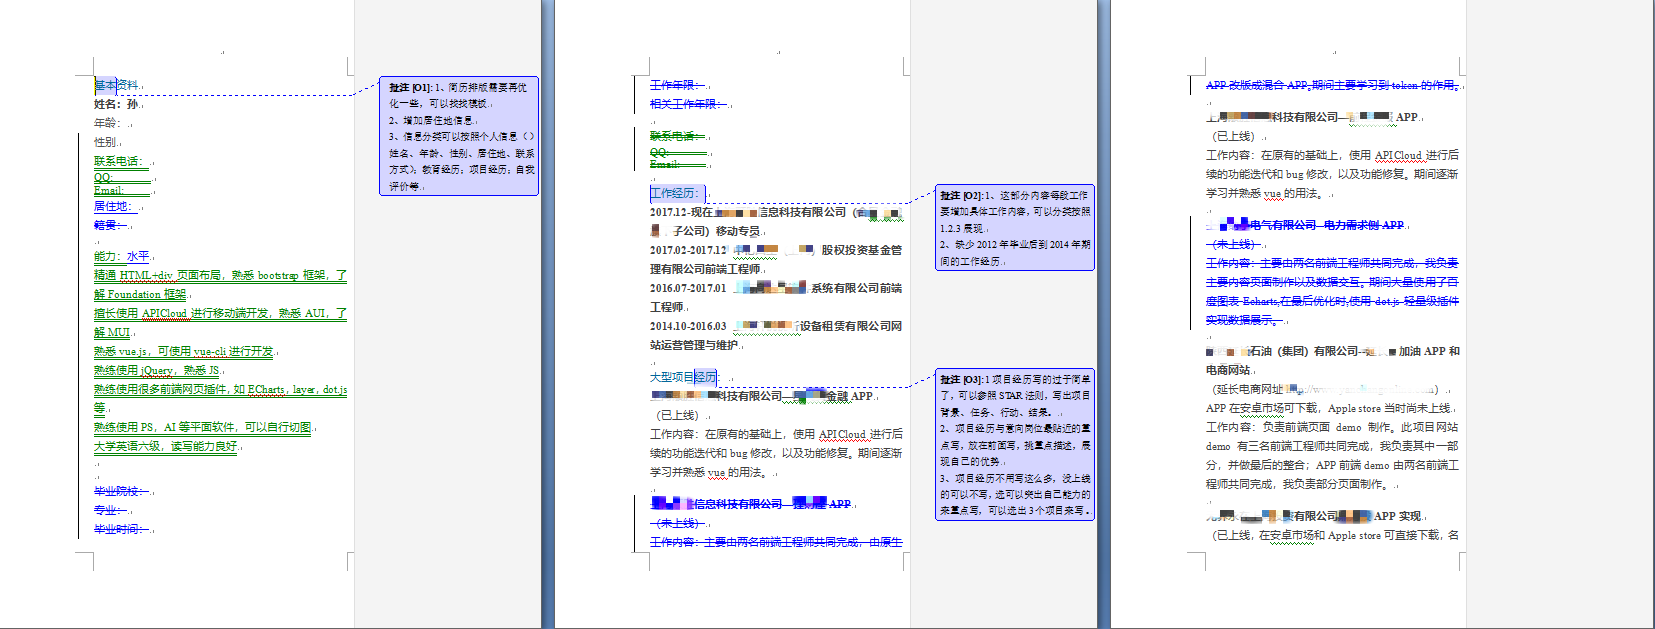 基本资料
姓名：孙
年龄：
性别
联系电话：
QQ:
Email:
居住地：
籍贯：
能力：水平
精通 HTML+div 页面布局，熟悉 bootstrap 框架，了
解 Foundation 框架
擅长使用 APICloud 进行移动端开发，熟悉 AUI，了
解 MUI
熟悉 vue.js，可使用 vue-cli 进行开发
熟练使用 jQuery，熟悉 JS
熟练使用很多前端网页插件，如 ECharts，layer，dot.js
等
熟练使用 PS，AI 等平面软件，可以自行切图
大学英语六级，读写能力良好
毕业院校：
专业：
毕业时间：
批注 [O1]: 1、简历排版需要再优
化一些，可以找找模板
2、增加居住地信息
3、信息分类可以按照个人信息（）
姓名、年龄、性别、居住地、联系
方式）；教育经历；项目经历；自我
评价等
工作年限：
相关工作年限：
联系电话：
QQ:
Email:
工作经历：
2017.12-现在 信息科技有限公司（
子公司）移动专员
2017.02-2017.12 股权投资基金管
理有限公司前端工程师
2016.07-2017.01 系统有限公司前端
工程师
2014.10-2016.03 设备租赁有限公司网
站运营管理与维护
大型项目经历：
科技有限公司— 金融 APP
（已上线）
工作内容：在原有的基础上，使用 APICloud 进行后
续的功能迭代和 bug 修改，以及功能修复。期间逐渐
学习并熟悉 vue 的用法。
信息科技有限公司— APP
（未上线）
工作内容：主要由两名前端工程师共同完成，由原生
批注 [O2]: 1、这部分内容每段工作
要增加具体工作内容，可以分类按照
1.2.3 展现
2、缺少 2012 年毕业后到 2014 年期
间的工作经历
批注 [O3]: 1 项目经历写的过于简单
了，可以参照 STAR 法则，写出项目
背景、任务、行动、结果。
2、项目经历与意向岗位最贴近的重
点写，放在前面写，挑重点描述，展
现自己的优势
3、项目经历不用写这么多，没上线
的可以不写，选可以突出自己能力的
来重点写，可以选出 3 个项目来写。
APP 改版成混合 APP。期间主要学习到 token 的作用。
科技有限公司— APP
（已上线）
工作内容：在原有的基础上，使用 APICloud 进行后
续的功能迭代和 bug 修改，以及功能修复。期间逐渐
学习并熟悉 vue 的用法。
电气有限公司--电力需求侧 APP
（未上线）
工作内容：主要由两名前端工程师共同完成，我负责
主要内容页面制作以及数据交互。期间大量使用了百
度图表 Echarts,在最后优化时,使用 dot.js 轻量级插件
实现数据展示。
石油（集团）有限公司-- 加油 APP 和
电商网站
（延长电商网址 ）
APP 在安卓市场可下载，Apple store 当时尚未上线
工作内容：负责前端页面 demo 制作。此项目网站
demo 有三名前端工程师共同完成，我负责其中一部
分，并做最后的整合；APP 前端 demo 由两名前端工
程师共同完成，我负责部分页面制作。
有限公司 APP 实现
（已上线，在安卓市场和 Apple store 可直接下载，名